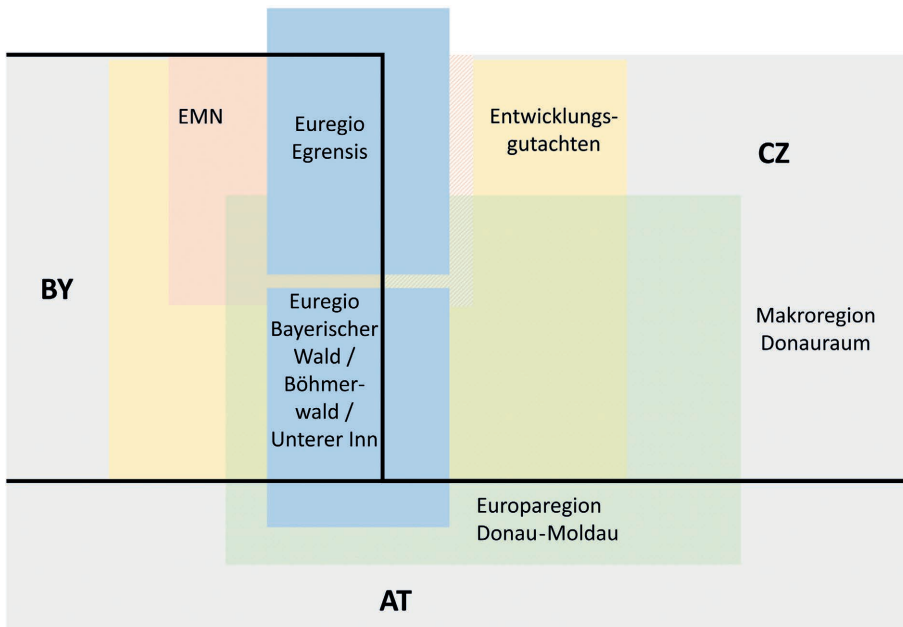 EMN
Euregio
Egrensis
Entwicklungs-
gutachten
CZ
BY
Euregio
Bayerischer
Wald /
Böhmer-
wald /
Unterer Inn
Makroregion
Donauraum
Europaregion
Donau-Moldau
AT